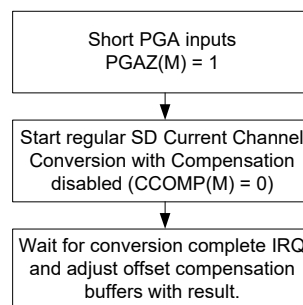 Short PGA inputs
PGAZ(M) = 1
Start regular SD Current Channel
Conversion with Compensation
disabled (CCOMP(M) = 0)
Wait for conversion complete IRQ
and adjust offset compensation
buffers with result.